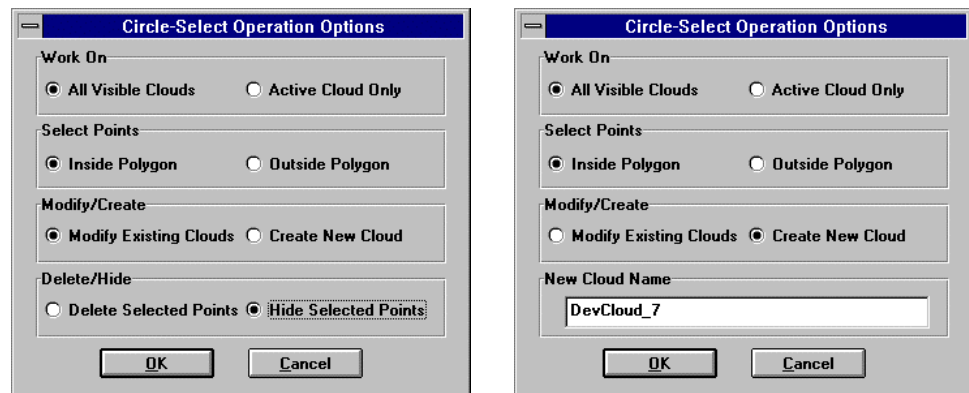 Circle-Select Operation Options
Work On
All Visible Clouds Active Cloud Only
Select Points
Inside Polygon Outside Polygon
Modify/Create
Modify Existing Clouds Create New Cloud
Delete/Hide
Delete Selected Points Hide Selected Points
OK Cancel
Circle-Select Operation Options
Work On
All Visible Clouds Active Cloud Only
Select Points
Inside Polygon Outside Polygon
Modify/Create
Modify Existing Clouds Create New Cloud
New Cloud Name
DevCloud_7
OK Cancel